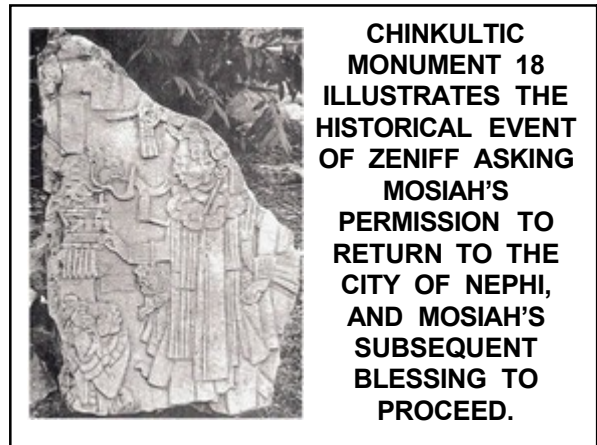 CHINKULTIC
MONUMENT 18
ILLUSTRATES THE
HISTORICAL EVENT
OF ZENIFF ASKING
MOSIAH'S
PERMISSION TO
RETURN TO THE
CITY OF NEPHI,
AND MOSIAH'S
SUBSEQUENT
BLESSING TO
PROCEED.